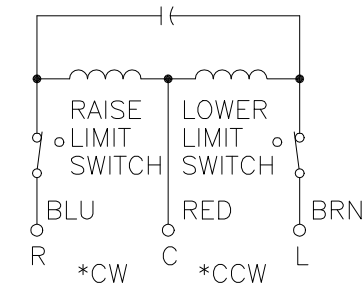 RAISE
LIMIT
SWITCH
LOWER
LIMIT
SWITCH
BLU
RED
BRN
R
C
L
*CW
*CCW